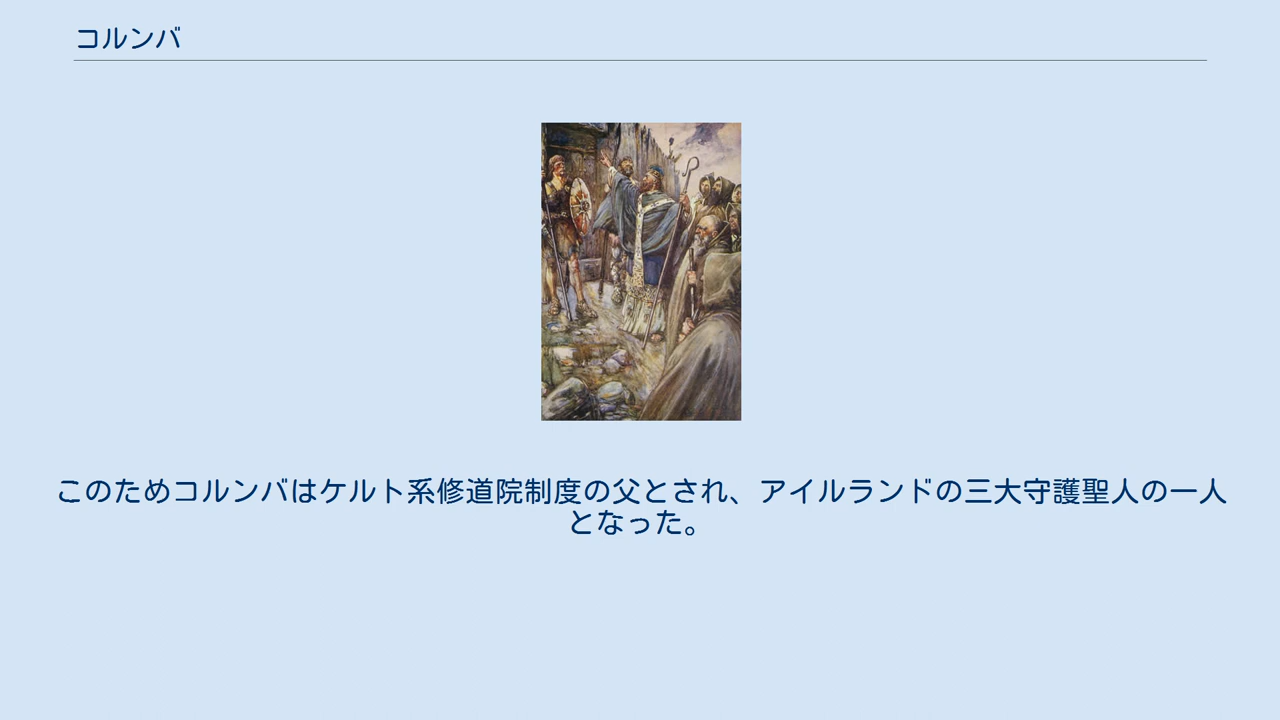 コルンバ
このためコルンバはケルト系修道院制度の父とされ、アイルランドの三大守護聖人の一人
となった。